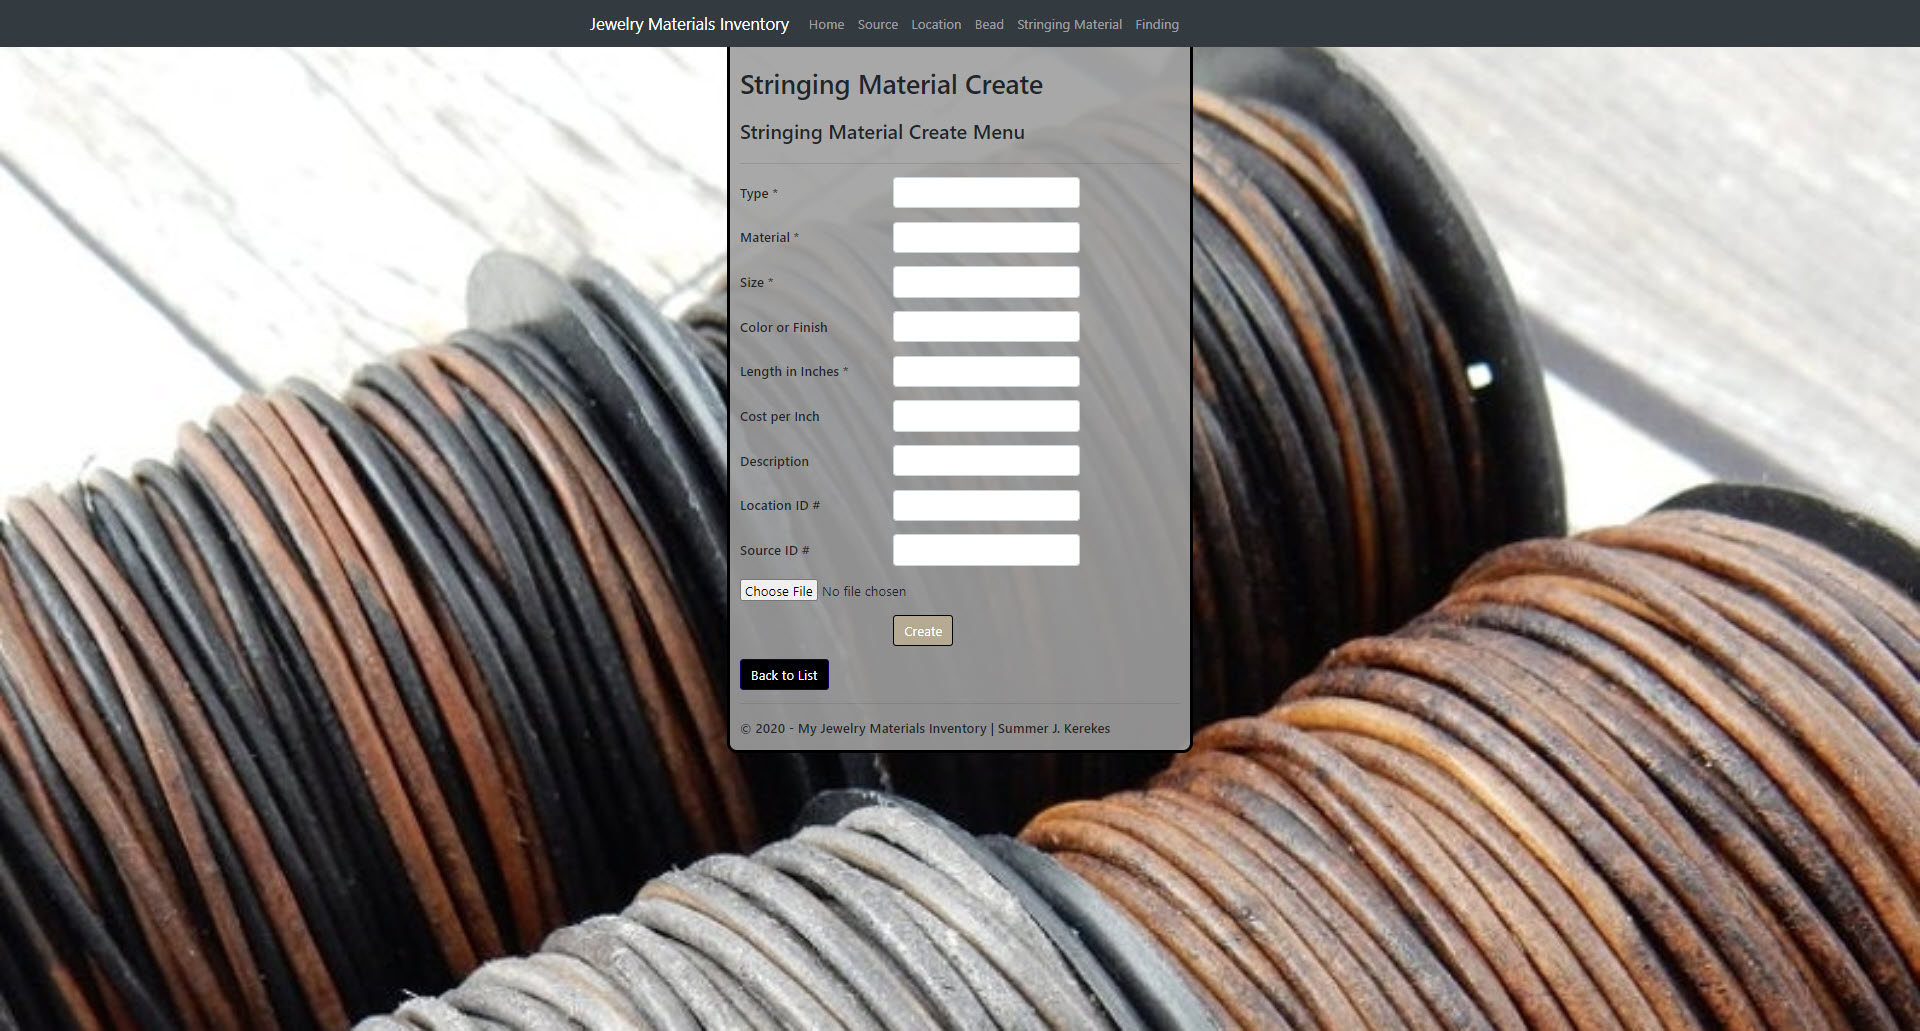 Jewelry Materials Inventory Home Source Location Bead Stringing Material Finding
Stringing Material Create
Stringing Material Create Menu
Type *
Material *
Size *
Color or Finish
Length in Inches *
Cost per Inch
Description
Location ID #
Source ID #
Choose File No file chosen
Create
Back to List
© 2020 - My Jewelry Materials Inventory | Summer J. Kerekes